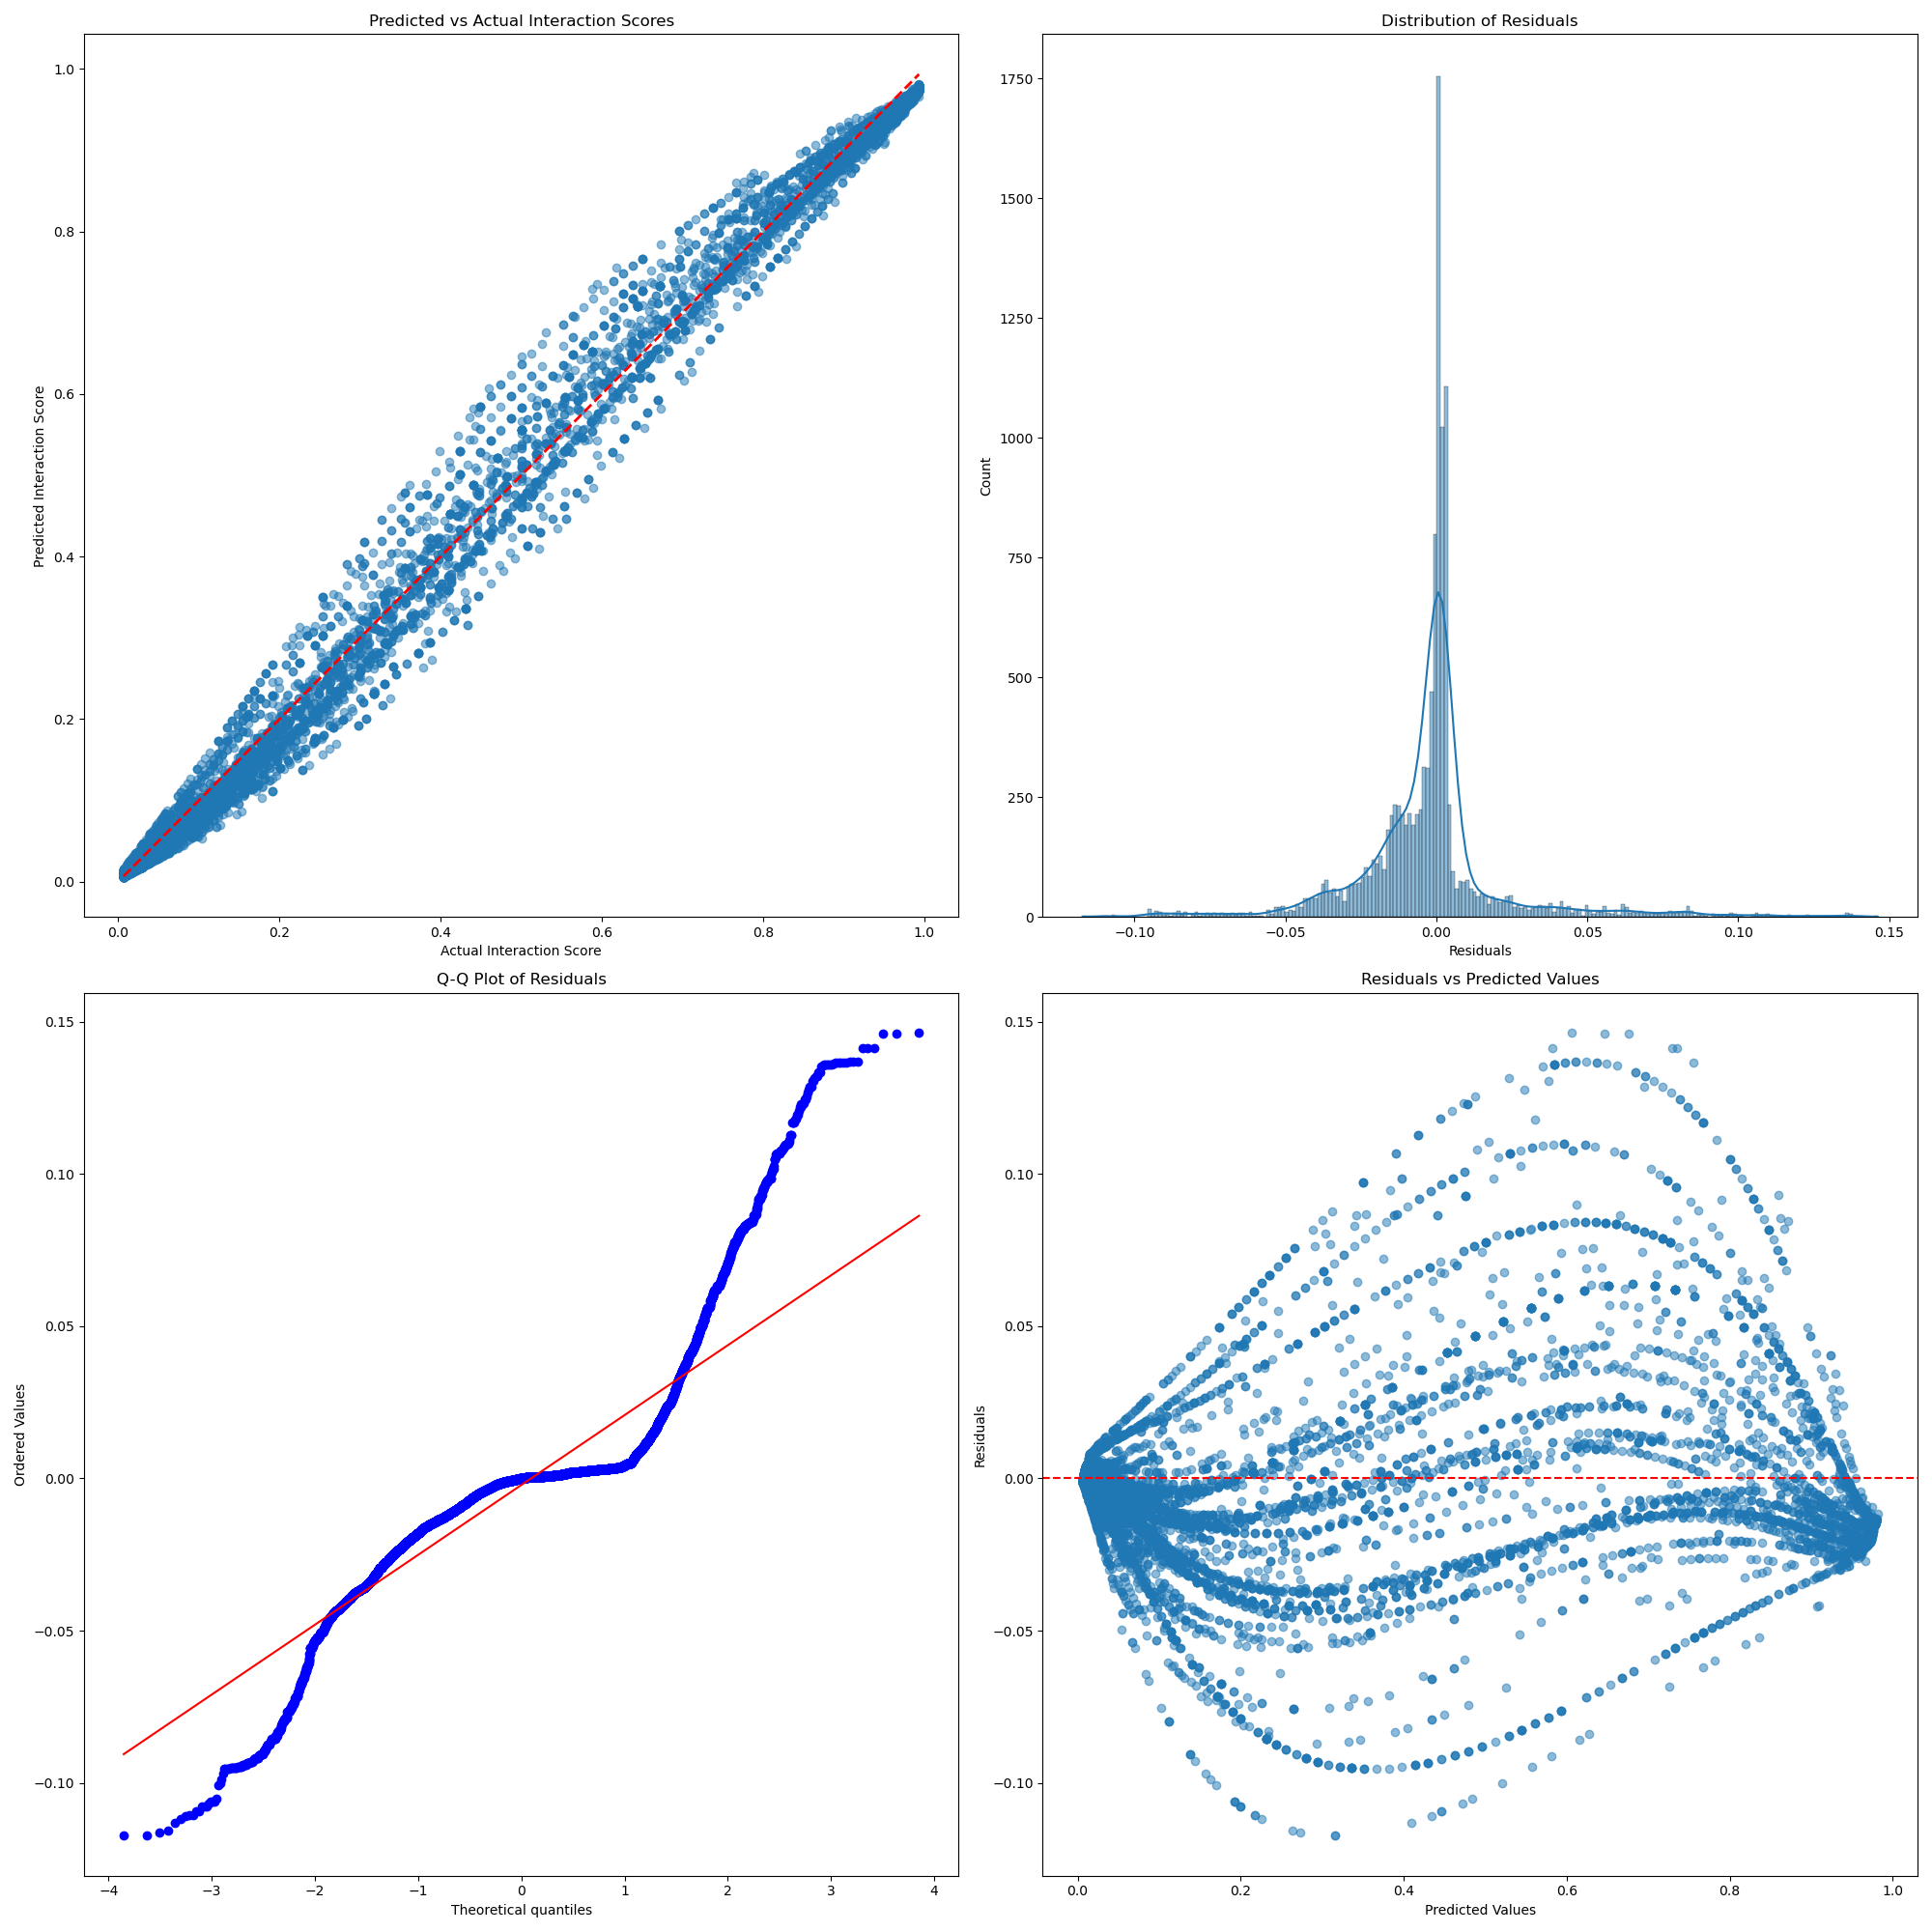 Predicted vs Actual Interaction Scores
1.0
0.8
0.6
0.4
0.2
0.0
Predicted Interaction Score
0.0 0.2 0.4 0.6 0.8 1.0
Actual Interaction Score
Distribution of Residuals
1750
1500
1250
1000
750
500
250
0
Count
−0.10 −0.05 0.00 0.05 0.10 0.15
Residuals
Q-Q Plot of Residuals
0.15
0.10
0.05
0.00
−0.05
−0.10
Ordered Values
−4 −3 −2 −1 0 1 2 3 4
Theoretical quantiles
Residuals vs Predicted Values
0.15
0.10
0.05
0.00
−0.05
−0.10
Residuals
0.0 0.2 0.4 0.6 0.8 1.0
Predicted Values